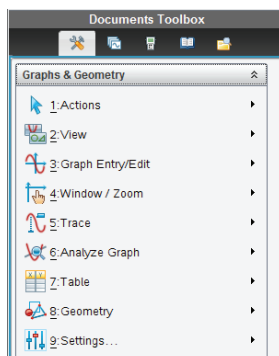 Documents Toolbox
Graphs & Geometry
1:Actions
2:View
3:Graph Entry/Edit
4:Window / Zoom
5:Trace
6:Analyze Graph
7:Table
8:Geometry
9:Settings...